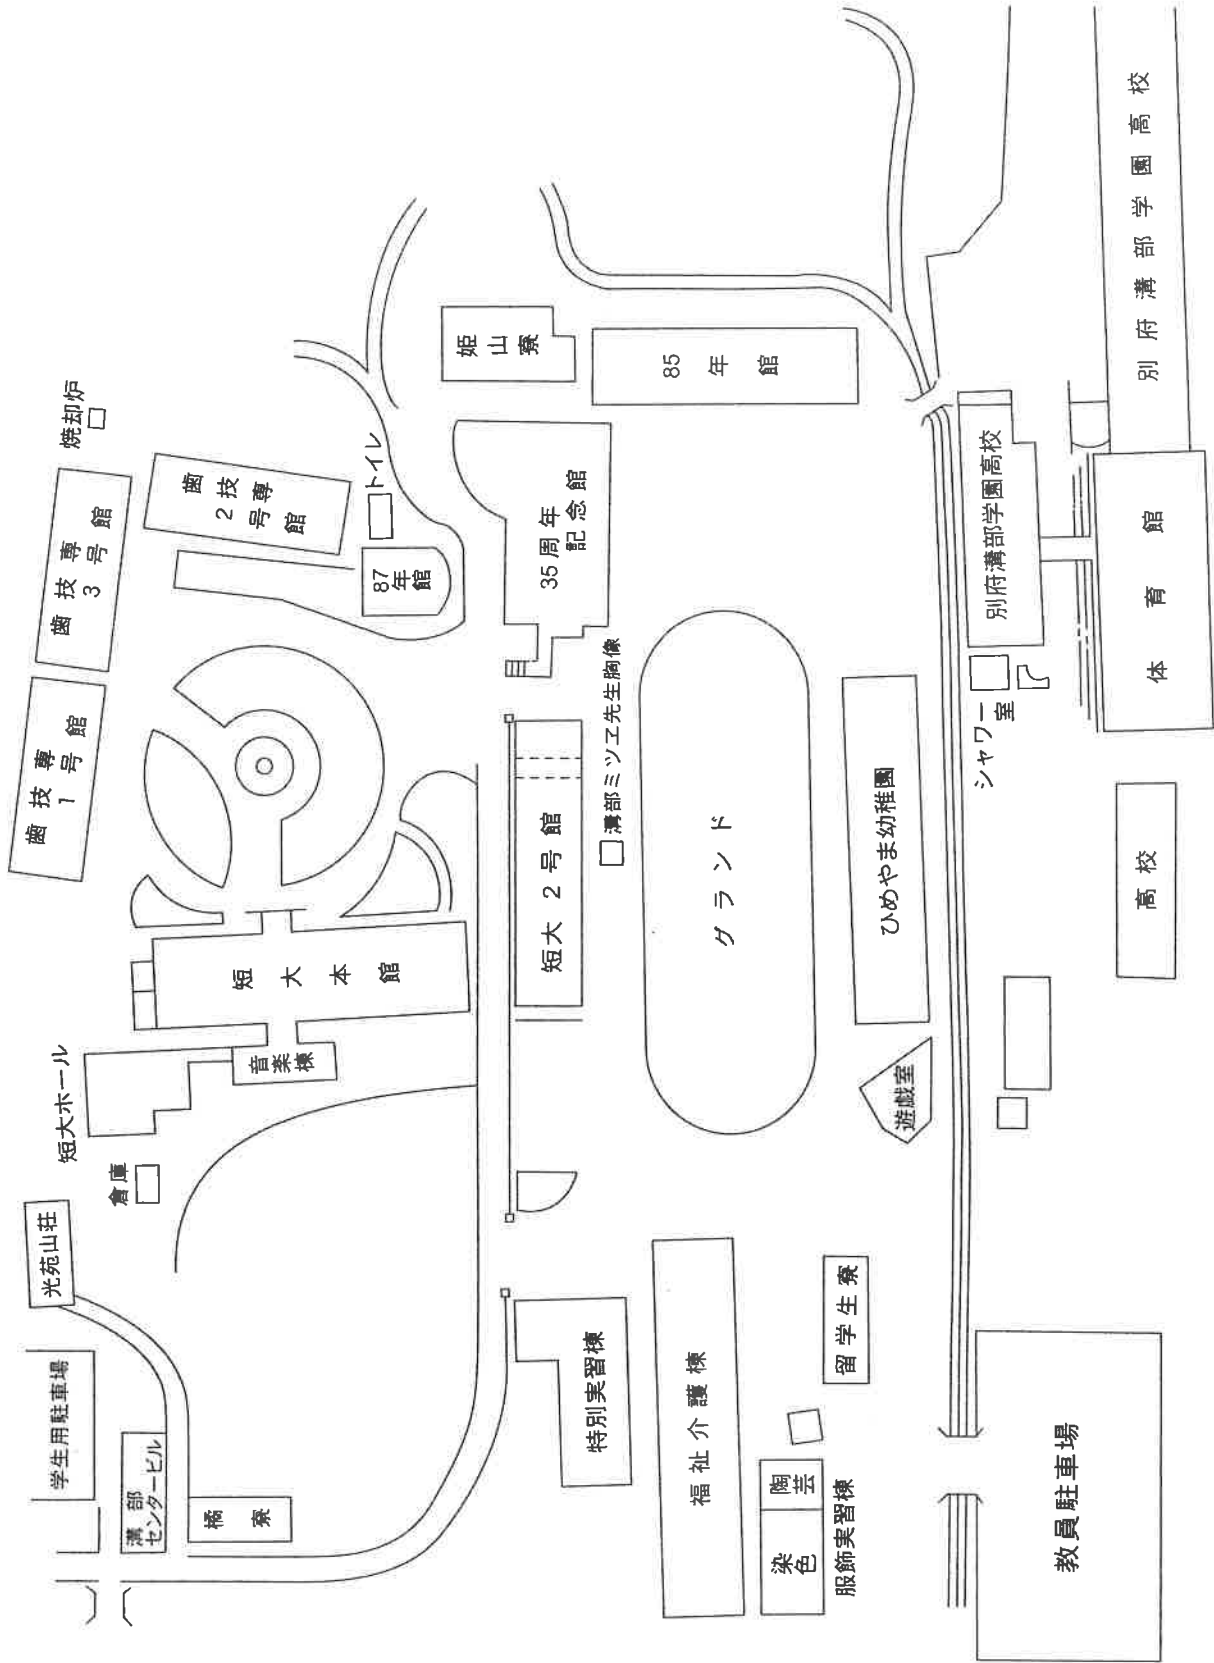 焼却炉
歯技専
3号館
歯技専
2号館
トイレ
87
年
館
歯技専
1号館
姫山寮
85年館
35周年
記念館
溝部ミツヱ先生胸像
短大2号館
グランド
ひめやま幼稚園
シャワー
室
別府溝部学園高校
別府溝部学園高校
体育館
高校
短大本館
音楽棟
短大ホール
倉庫
光苑山荘
学生用駐車場
溝部
センタービル
橘寮
特別実習棟
福祉介護棟
遊戯室
留学生寮
陶芸
染色
服飾実習棟
教員駐車場